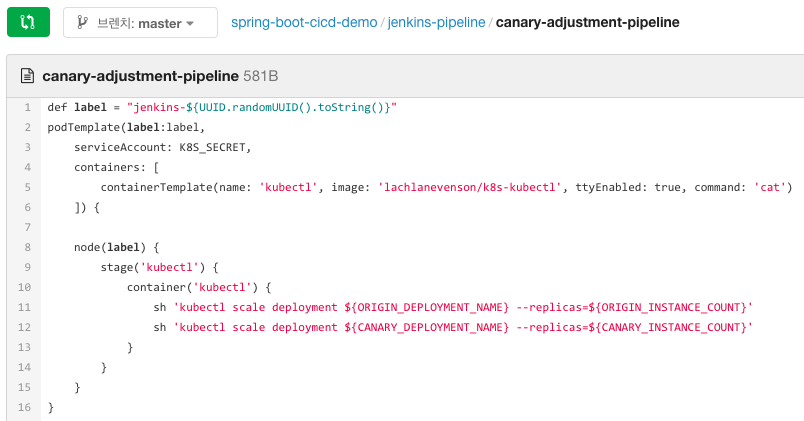 브랜치: master
spring-boot-cicd-demo / jenkins-pipeline / canary-adjustment-pipeline
canary-adjustment-pipeline 581B
1 def label = "jenkins-${UUID.randomUUID().toString()}"
2 podTemplate(label:label,
3     serviceAccount: K8S_SECRET,
4     containers: [
5         containerTemplate(name: 'kubectl', image: 'lachlanevenson/k8s-kubectl', ttyEnabled: true, command: 'cat')
6     ]) {
7
8     node(label) {
9         stage('kubectl') {
10             container('kubectl') {
11                 sh 'kubectl scale deployment ${ORIGIN_DEPLOYMENT_NAME} --replicas=${ORIGIN_INSTANCE_COUNT}'
12                 sh 'kubectl scale deployment ${CANARY_DEPLOYMENT_NAME} --replicas=${CANARY_INSTANCE_COUNT}'
13             }
14         }
15     }
16 }